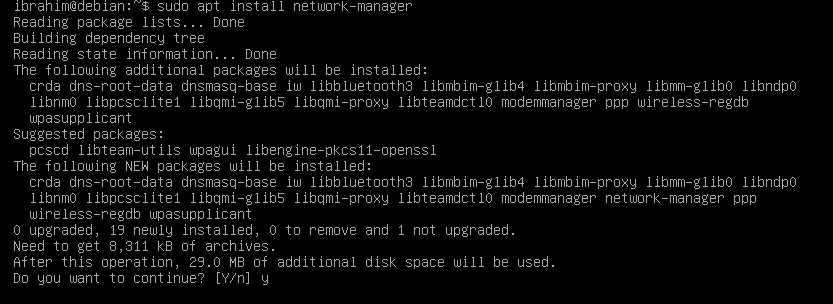 ibrahim@debian:~$ sudo apt install network-manager
Reading package lists... Done
Building dependency tree
Reading state information... Done
The following additional packages will be installed:
crda dns-root-data dnsmasq-base iw libbluetooth3 libmbim-glib4 libmbim-proxy libmm-glib0 libndp0
libnm0 libpcsclite1 libqmi-glib5 libqmi-proxy libteamdctl0 modemmanager ppp wireless-regdb
wpasupplicant
Suggested packages:
pcscd libteam-utils wpagui libengine-pkcs11-openssl
The following NEW packages will be installed:
crda dns-root-data dnsmasq-base iw libbluetooth3 libmbim-glib4 libmbim-proxy libmm-glib0 libndp0
libnm0 libpcsclite1 libqmi-glib5 libqmi-proxy libteamdctl0 modemmanager network-manager ppp
wireless-regdb wpasupplicant
0 upgraded, 19 newly installed, 0 to remove and 1 not upgraded.
Need to get 8,311 kB of archives.
After this operation, 29.0 MB of additional disk space will be used.
Do you want to continue? [Y/n] y